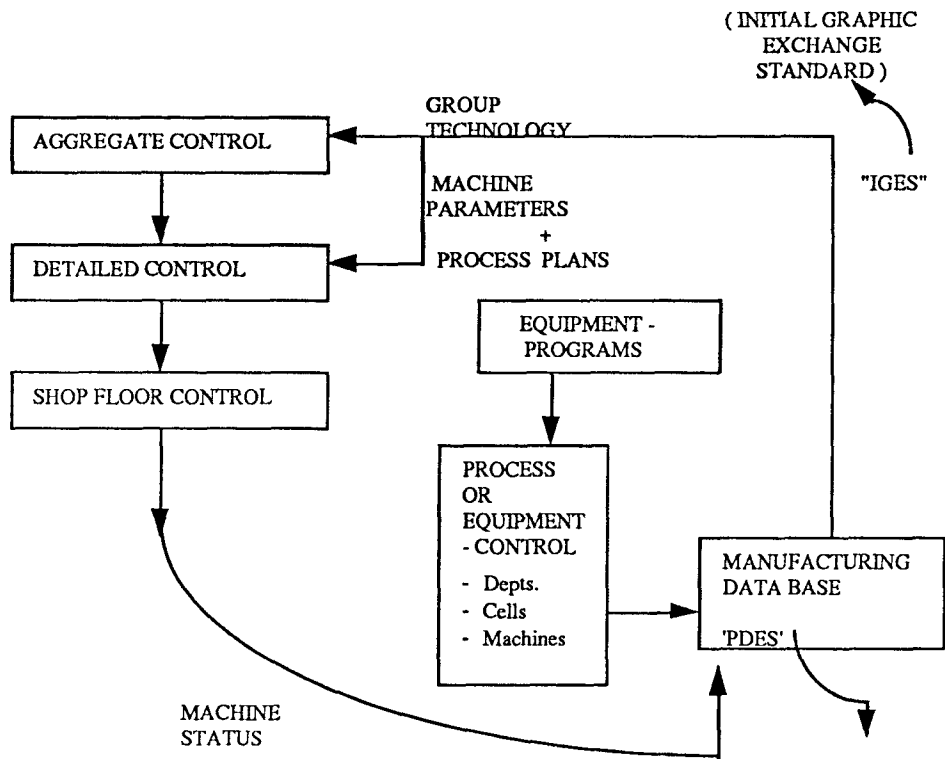 ( INITIAL GRAPHIC
EXCHANGE
STANDARD )
GROUP
TECHNOLOGY
AGGREGATE CONTROL
"IGES"
MACHINE
PARAMETERS
+
PROCESS PLANS
DETAILED CONTROL
EQUIPMENT -
PROGRAMS
SHOP FLOOR CONTROL
PROCESS
OR
EQUIPMENT
- CONTROL
- Depts.
- Cells
- Machines
MANUFACTURING
DATA BASE
'PDES'
MACHINE
STATUS